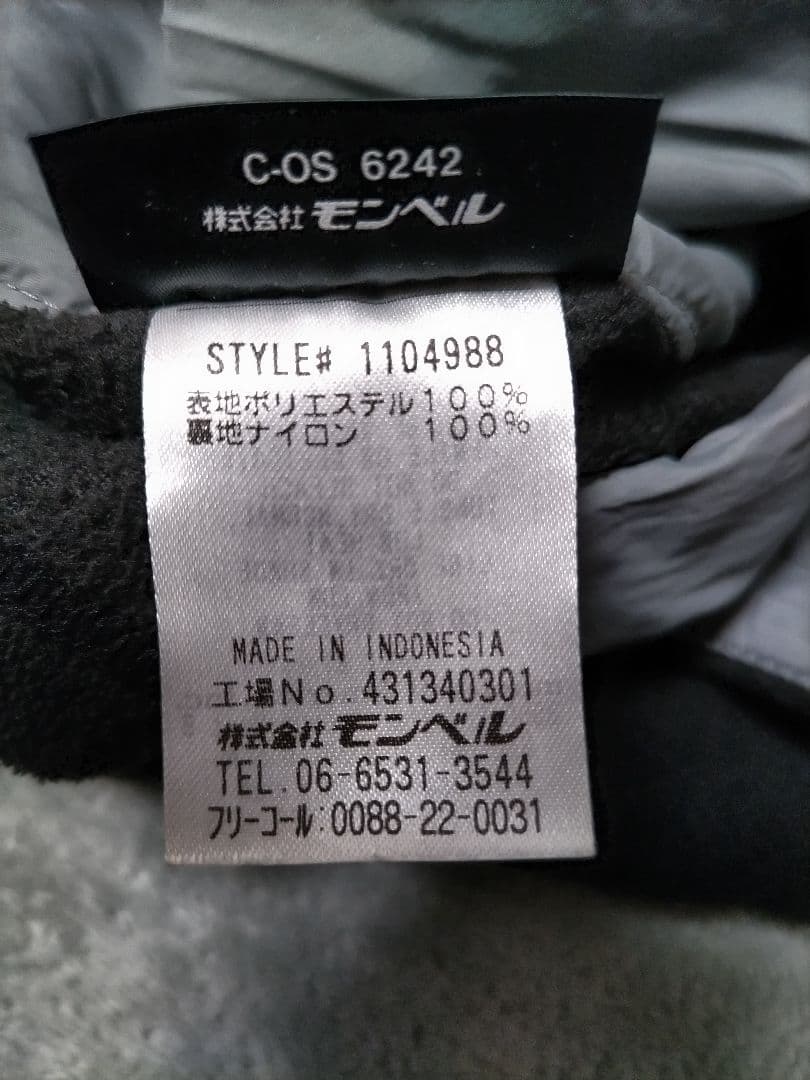 C-OS 6242
株式会社 モンベル
STYLE# 1104988
表地ポリエステル100%
裏地ナイロン 100%
MADE IN INDONESIA
工場No.431340301
株式会社モンベル
TEL.06-6531-3544
フリーコール:0088-22-0031